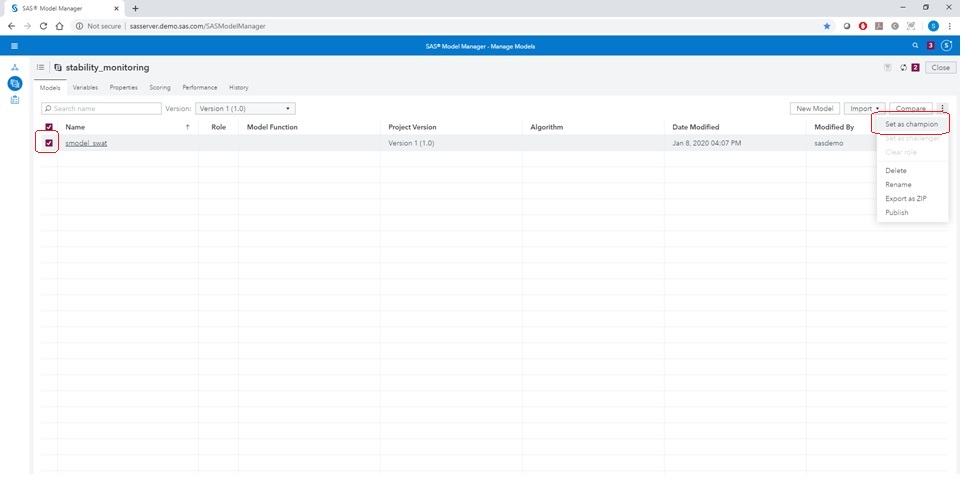 SAS® Model Manager
Not secure | sasserver.demo.sas.com/SASModelManager
SAS® Model Manager - Manage Models
3
stability_monitoring
2
Close
Models Variables Properties Scoring Performance History
Search name Version: Version 1 (1.0) New Model Import Compare
Name Role Model Function Project Version Algorithm Date Modified Modified By
smodel_swat Version 1 (1.0) Jan 8, 2020 04:07 PM sasdemo
Set as champion
Set as challenger
Clear role
Delete
Rename
Export as ZIP
Publish